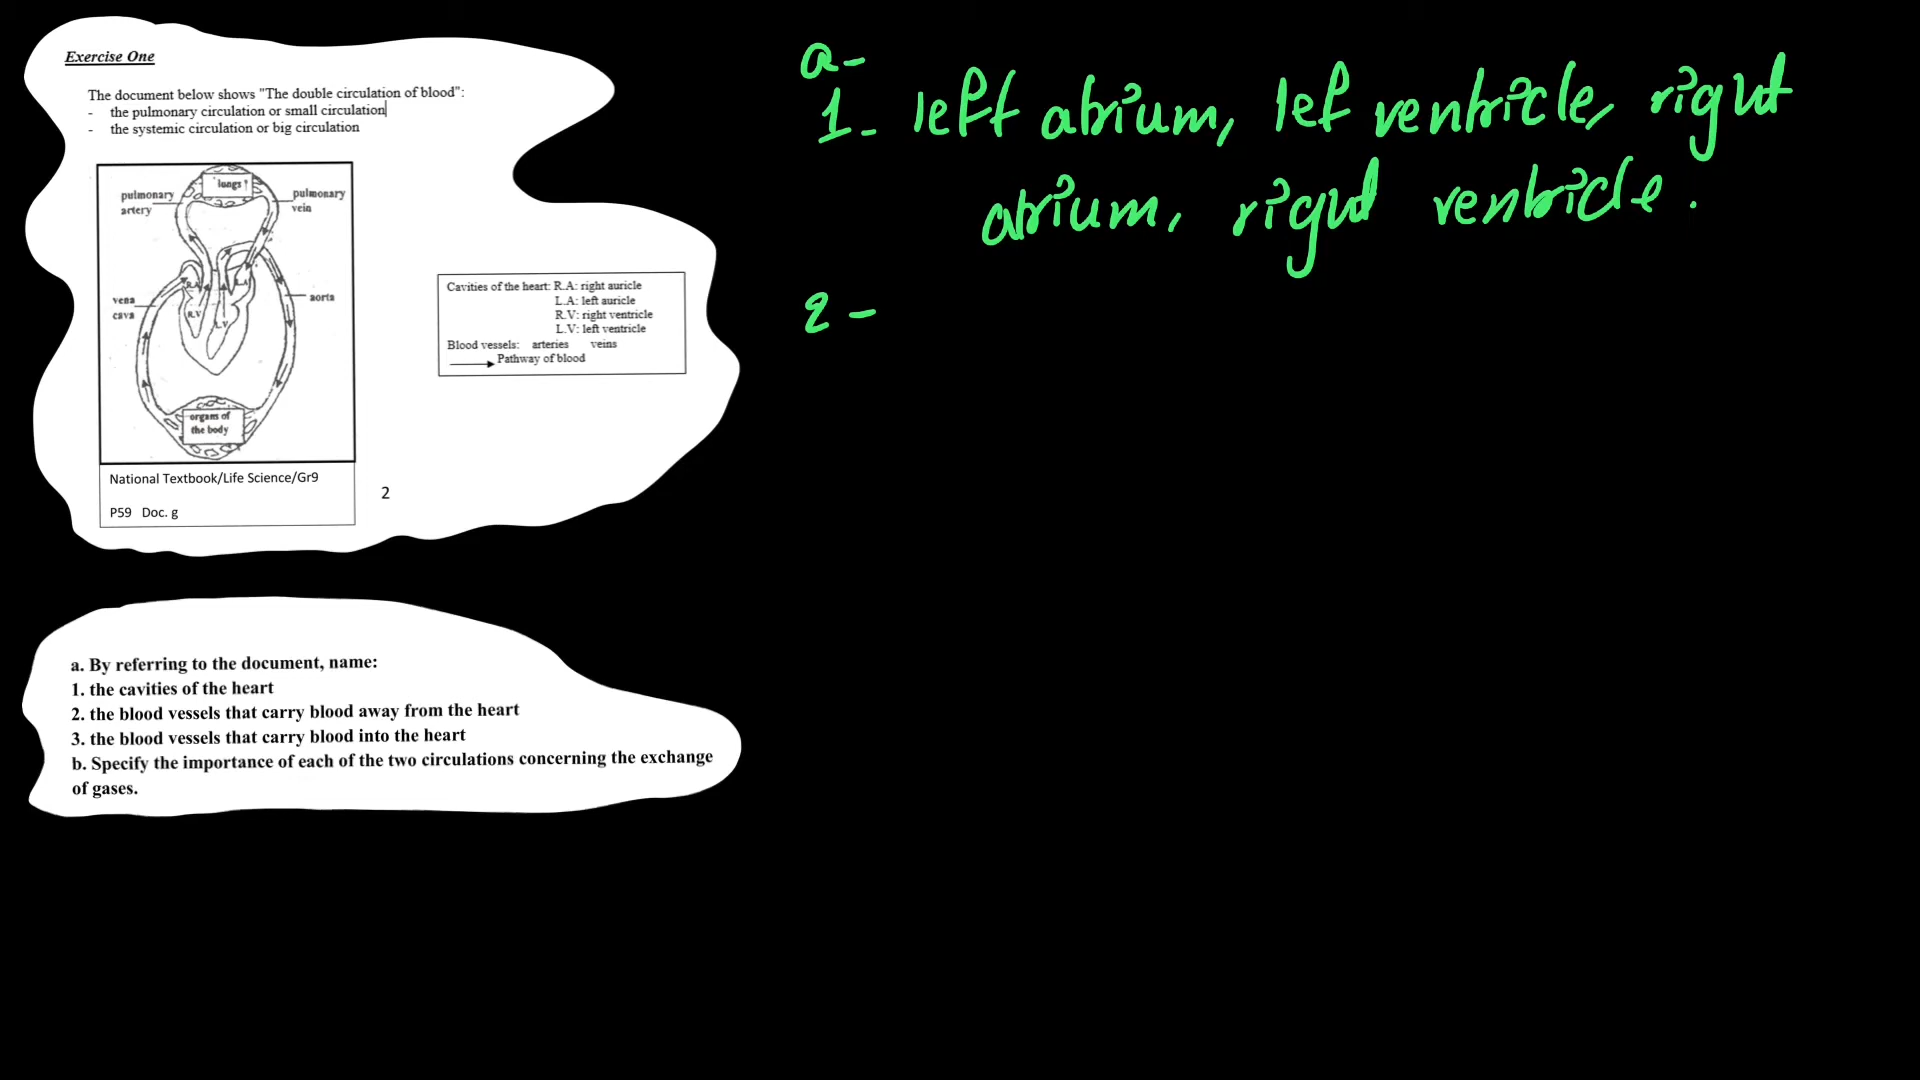 Exercise One
The document below shows "The double circulation of blood":
- the pulmonary circulation or small circulation
- the systemic circulation or big circulation
lungs
pulmonary
artery
pulmonary
vein
R.A
L.A
vena
cava
aorta
R.V
L.V
organs of
the body
Cavities of the heart: R.A: right auricle
L.A: left auricle
R.V: right ventricle
L.V: left ventricle
Blood vessels: arteries veins
Pathway of blood
National Textbook/Life Science/Gr9
P59 Doc. g
2
a. By referring to the document, name:
1. the cavities of the heart
2. the blood vessels that carry blood away from the heart
3. the blood vessels that carry blood into the heart
b. Specify the importance of each of the two circulations concerning the exchange
of gases.
a-
1- left atrium, lef ventricle, right
atrium, right ventricle.
2-